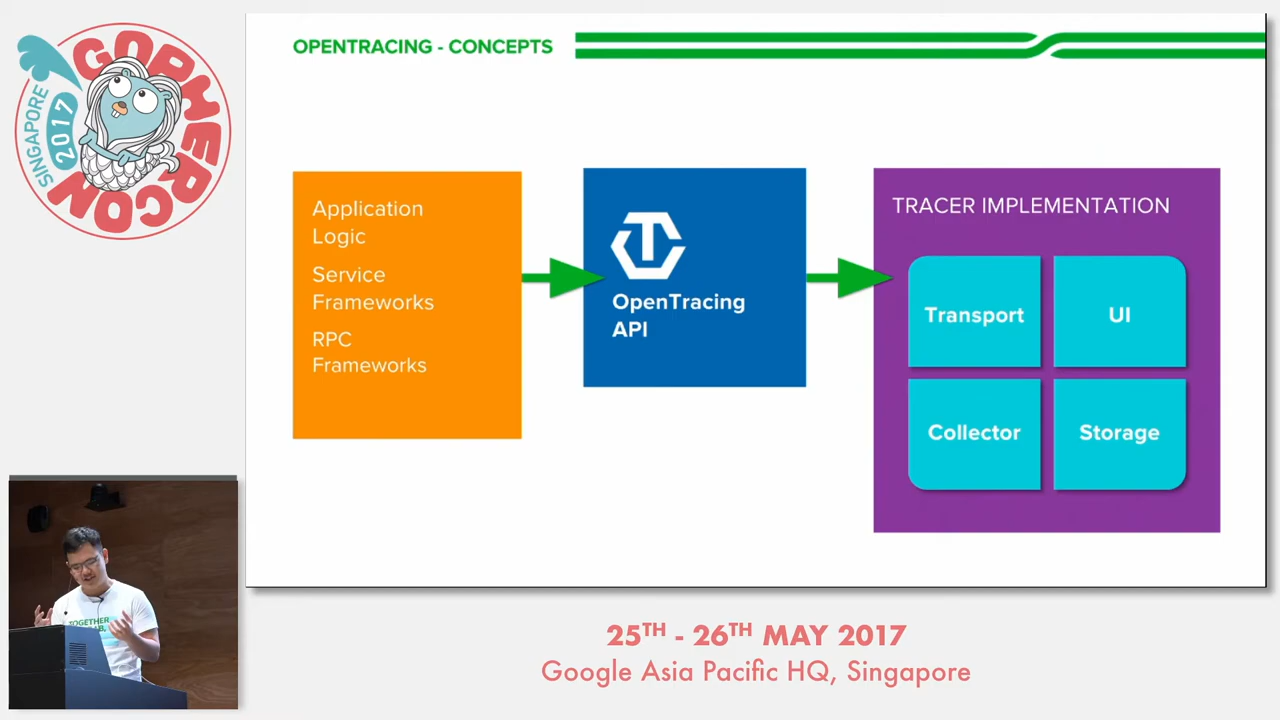 GOPHERCON
SINGAPORE
2017
OPENTRACING - CONCEPTS
Application
Logic
Service
Frameworks
RPC
Frameworks
OpenTracing
API
TRACER IMPLEMENTATION
Transport
UI
Collector
Storage
TOGETHER
25TH - 26TH MAY 2017
Google Asia Pacific HQ, Singapore